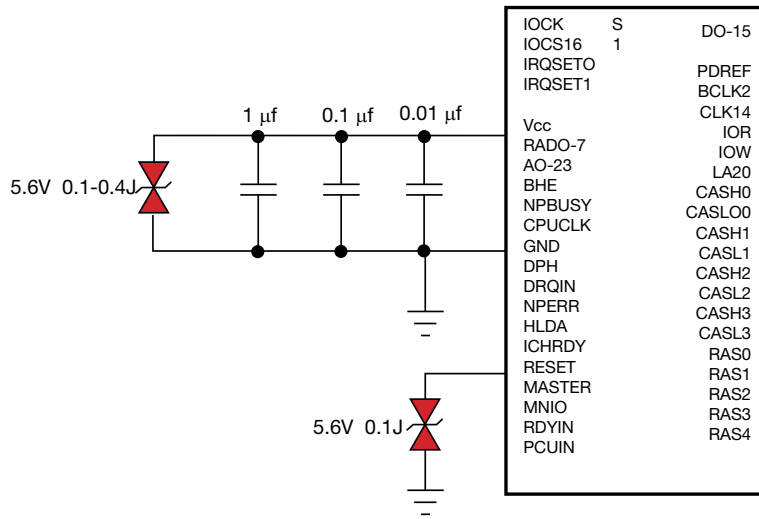 IOCK S DO-15
IOCS16 1
IRQSETO
IRQSET1 PDREF
BCLK2
1 µf 0.1 µf 0.01 µf CLK14
Vcc IOR
RADO-7 IOW
AO-23 LA20
5.6V 0.1-0.4J BHE CASH0
NPBUSY CASLO0
CPUCLK CASH1
GND CASL1
DPH CASH2
DRQIN CASL2
NPERR CASH3
HLDA CASL3
ICHRDY RAS0
RESET RAS1
MASTER RAS2
MNIO RAS3
5.6V 0.1J RDYIN RAS4
PCUIN